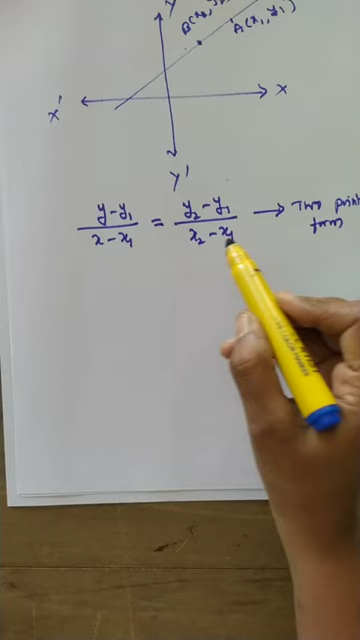 Y
B(x₂, y₂)
A(x₁, y₁)
X' X
Y'
y-y₁ / x-x₁ = y₂-y₁ / x₂-x₁ → Two point
form